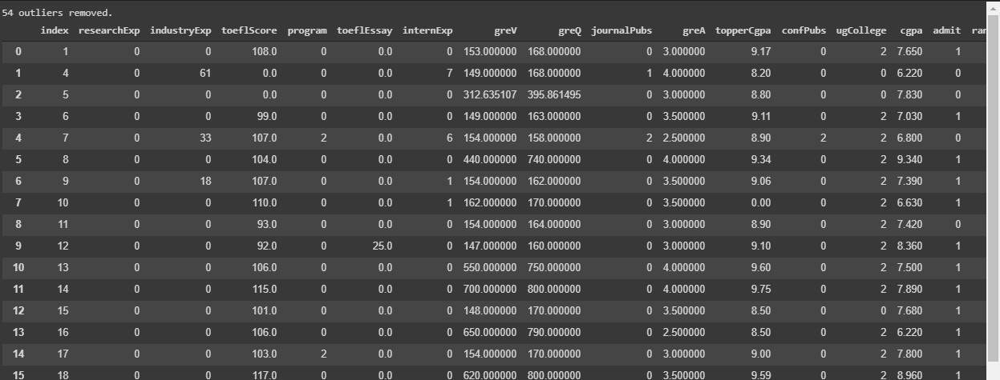 54 outliers removed.
index researchExp industryExp toeflScore program toeflEssay internExp greV greQ journalPubs greA topperCgpa confPubs ugCollege cgpa admit ran
0 1 0 0 108.0 0 0.0 0 153.000000 168.000000 0 3.000000 9.17 0 2 7.650 1
1 4 0 61 0.0 0 0.0 7 149.000000 168.000000 1 4.000000 8.20 0 0 6.220 0
2 5 0 0 0.0 0 0.0 0 312.635107 395.861495 0 3.000000 8.80 0 0 7.830 0
3 6 0 0 99.0 0 0.0 0 149.000000 163.000000 0 3.500000 9.11 0 2 7.030 1
4 7 0 33 107.0 2 0.0 6 154.000000 158.000000 2 2.500000 8.90 2 2 6.800 0
5 8 0 0 104.0 0 0.0 0 440.000000 740.000000 0 4.000000 9.34 0 2 9.340 1
6 9 0 18 107.0 0 0.0 1 154.000000 162.000000 0 3.500000 9.06 0 2 7.390 1
7 10 0 0 110.0 0 0.0 1 162.000000 170.000000 0 3.500000 0.00 0 2 6.630 1
8 11 0 0 93.0 0 0.0 0 154.000000 164.000000 0 3.000000 8.90 0 2 7.420 0
9 12 0 0 92.0 0 25.0 0 147.000000 160.000000 0 3.000000 9.10 0 2 8.360 1
10 13 0 0 106.0 0 0.0 0 550.000000 750.000000 0 4.000000 9.60 0 2 7.500 1
11 14 0 0 115.0 0 0.0 0 700.000000 800.000000 0 4.000000 9.75 0 2 7.890 1
12 15 0 0 101.0 0 0.0 0 148.000000 170.000000 0 3.500000 8.50 0 0 7.680 1
13 16 0 0 106.0 0 0.0 0 650.000000 790.000000 0 2.500000 8.50 0 2 6.220 1
14 17 0 0 103.0 2 0.0 0 154.000000 170.000000 0 3.000000 9.00 0 2 7.800 1
15 18 0 0 117.0 0 0.0 0 620.000000 800.000000 0 3.500000 9.59 0 2 8.960 1